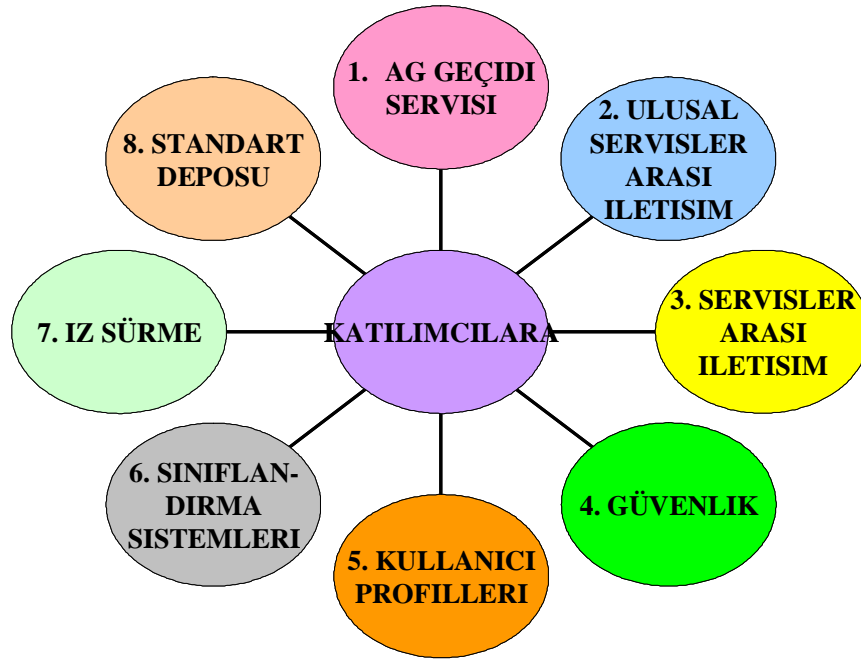 1. AG GEÇIDI
SERVISI
2. ULUSAL
SERVISLER
ARASI
ILETISIM
3. SERVISLER
ARASI
ILETISIM
4. GÜVENLIK
5. KULLANICI
PROFILLERI
6. SINIFLAN-
DIRMA
SISTEMLERI
7. IZ SÜRME
8. STANDART
DEPOSU
KATILIMCILARA